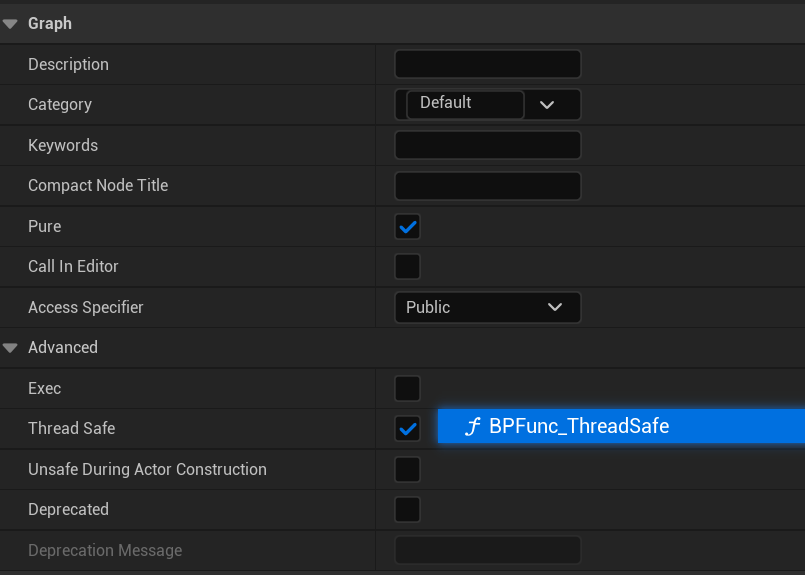 Graph
Description
Category
Default
Keywords
Compact Node Title
Pure
Call In Editor
Access Specifier
Public
Advanced
Exec
Thread Safe
ƒ BPFunc_ThreadSafe
Unsafe During Actor Construction
Deprecated
Deprecation Message